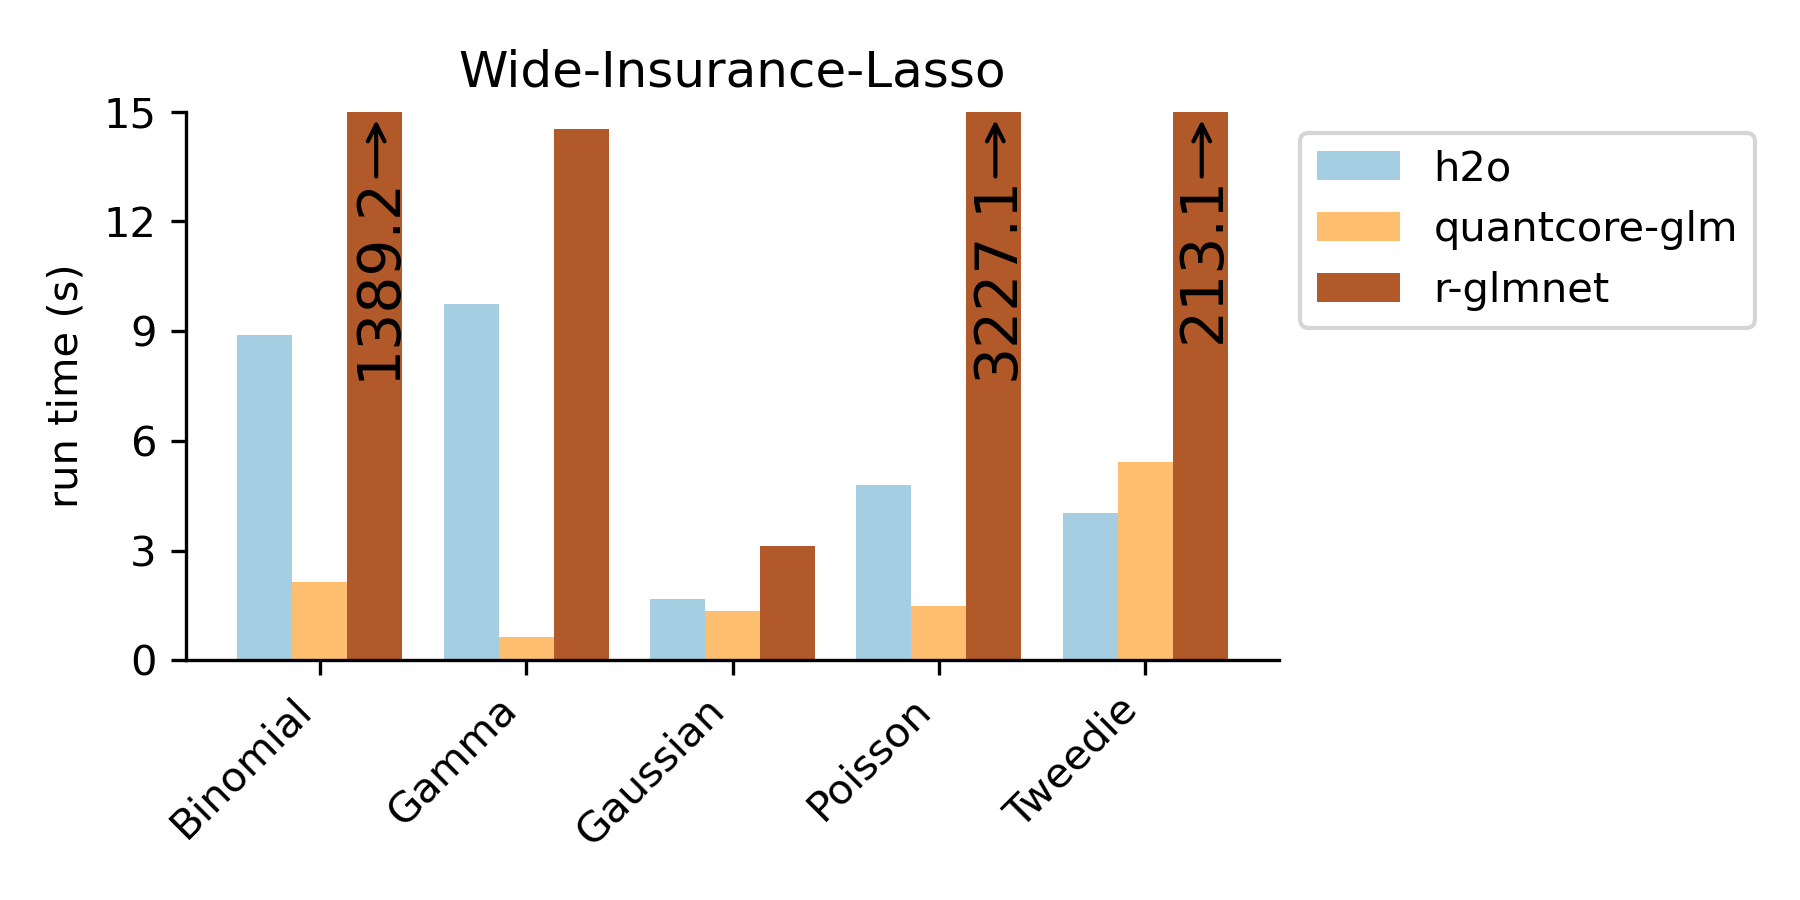 Wide-Insurance-Lasso
run time (s)
15
12
9
6
3
0
1389.2
3227.1
213.1
Binomial
Gamma
Gaussian
Poisson
Tweedie
h2o
quantcore-glm
r-glmnet